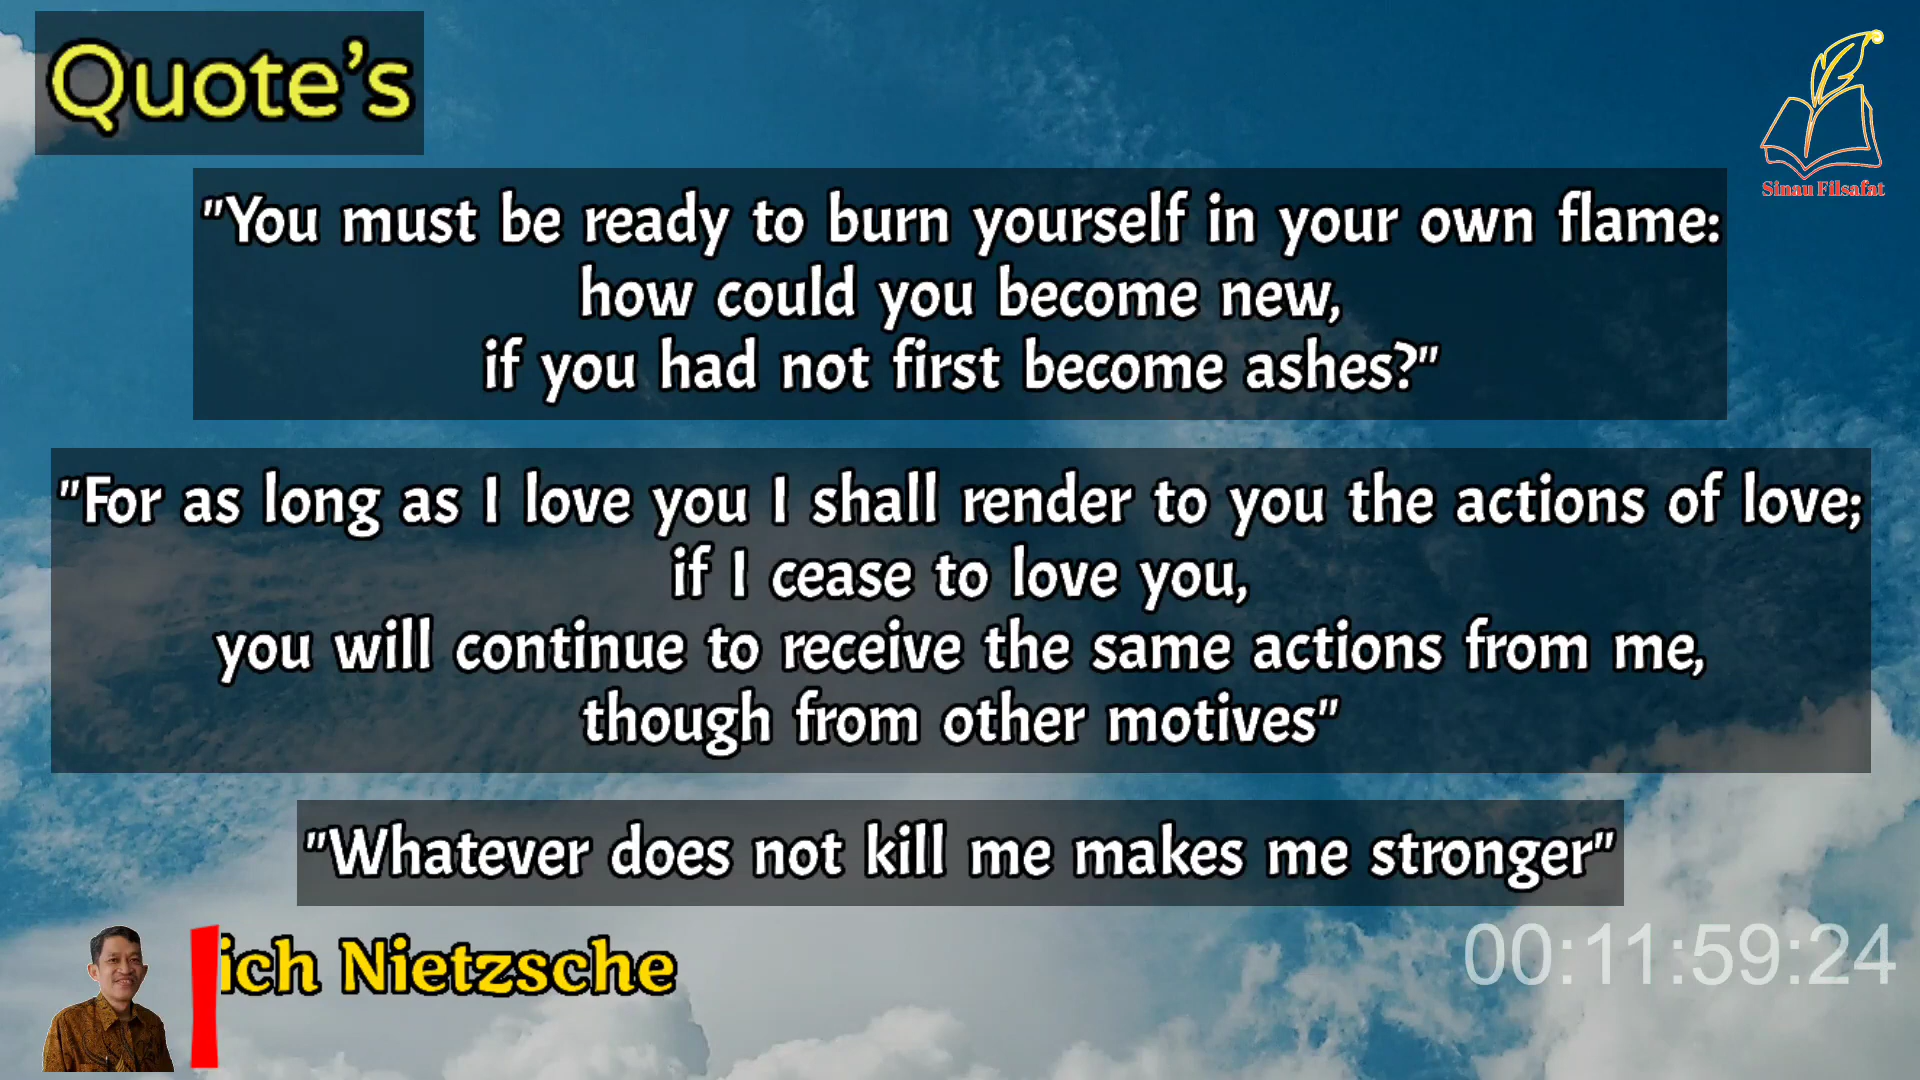 Quote's
Sinau Filsafat
"You must be ready to burn yourself in your own flame:
how could you become new,
if you had not first become ashes?"
"For as long as I love you I shall render to you the actions of love;
if I cease to love you,
you will continue to receive the same actions from me,
though from other motives"
"Whatever does not kill me makes me stronger"
ich Nietzsche
00:11:59:24